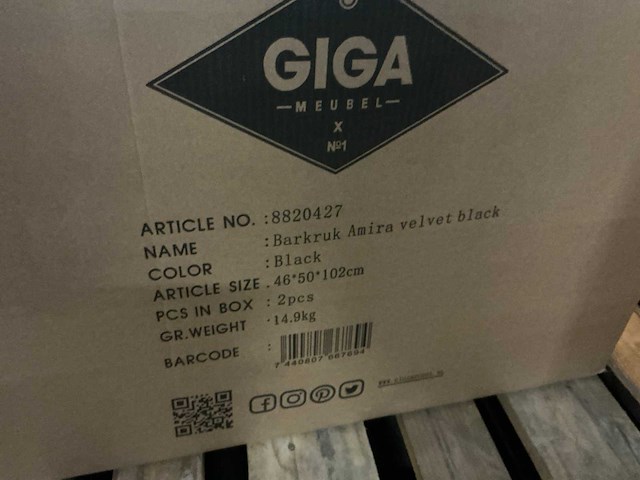 GIGA
—MEUBEL—
X
Nº1
ARTICLE NO. :8820427
NAME :Barkruk Amira velvet black
COLOR :Black
ARTICLE SIZE :46*50*102cm
PCS IN BOX :2pcs
GR.WEIGHT :14.9kg
BARCODE :